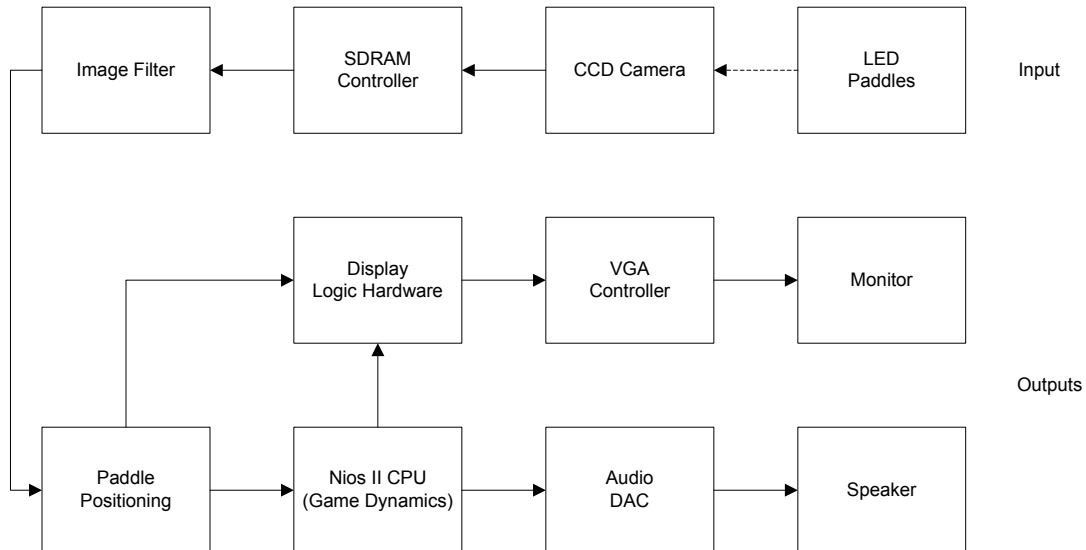 Image Filter
SDRAM
Controller
CCD Camera
LED
Paddles
Input
Display
Logic Hardware
VGA
Controller
Monitor
Outputs
Paddle
Positioning
Nios II CPU
(Game Dynamics)
Audio
DAC
Speaker